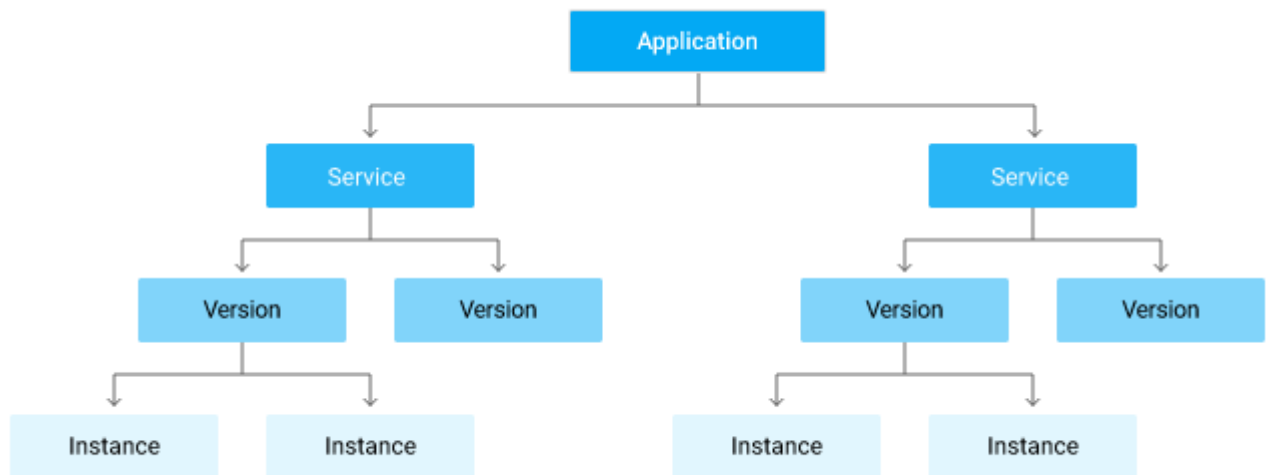 Application
Service
Service
Version
Version
Version
Version
Instance
Instance
Instance
Instance